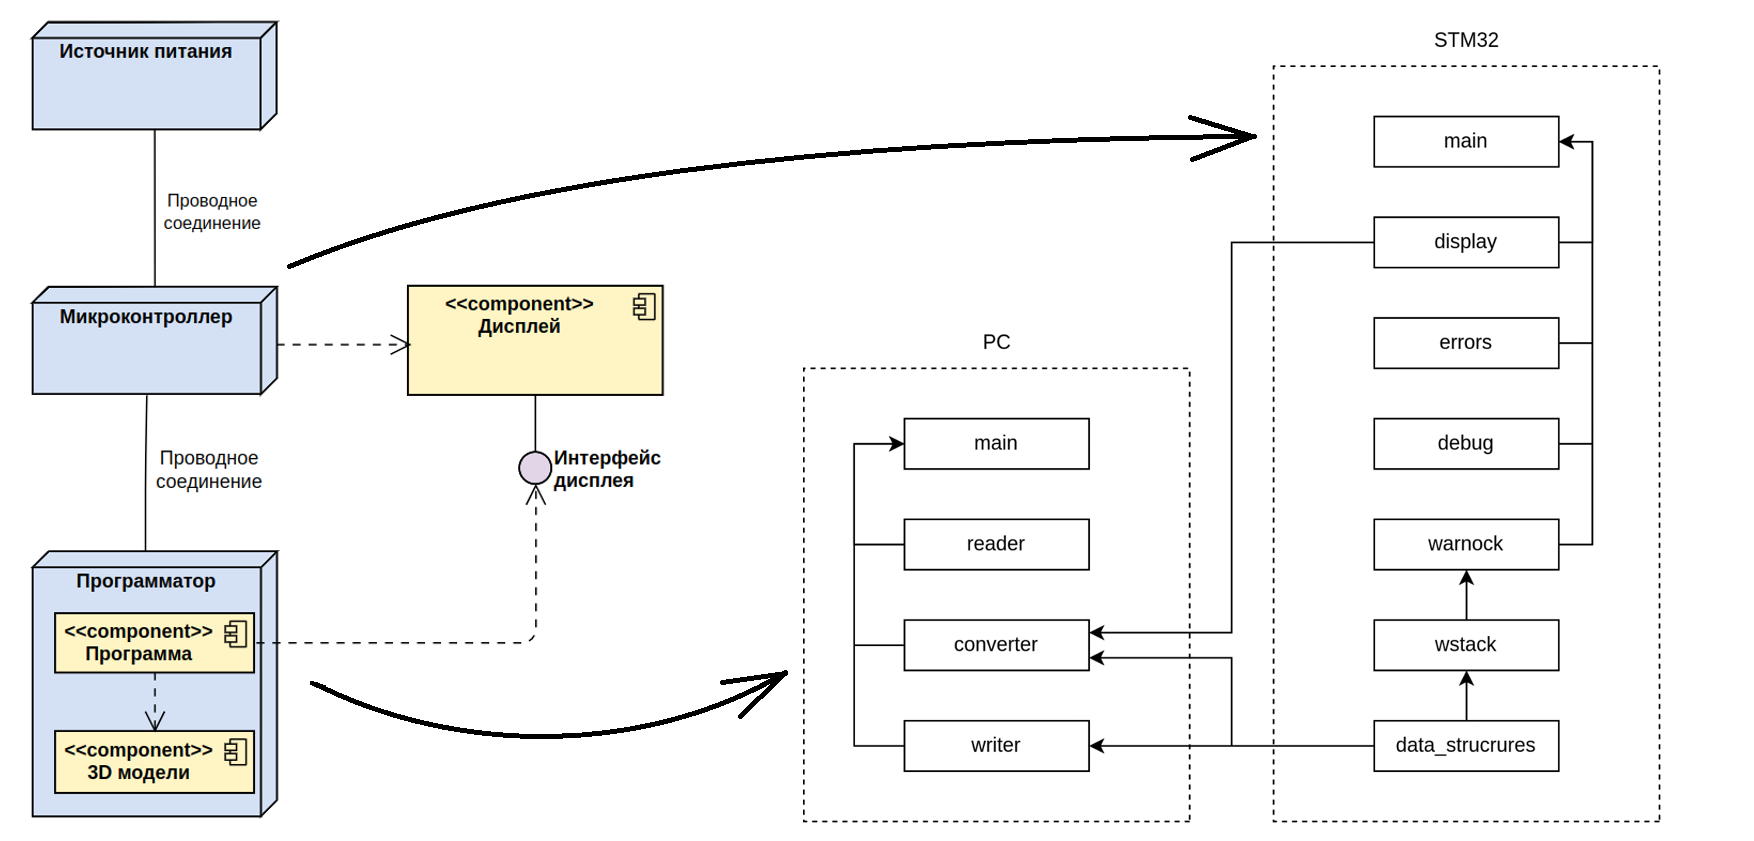 Источник питания
Проводное
соединение
Микроконтроллер
<<component>>
Дисплей
Интерфейс
дисплея
Проводное
соединение
Программатор
<<component>>
Программа
<<component>>
3D модели
PC
main
reader
converter
writer
STM32
main
display
errors
debug
warnock
wstack
data_strucrures